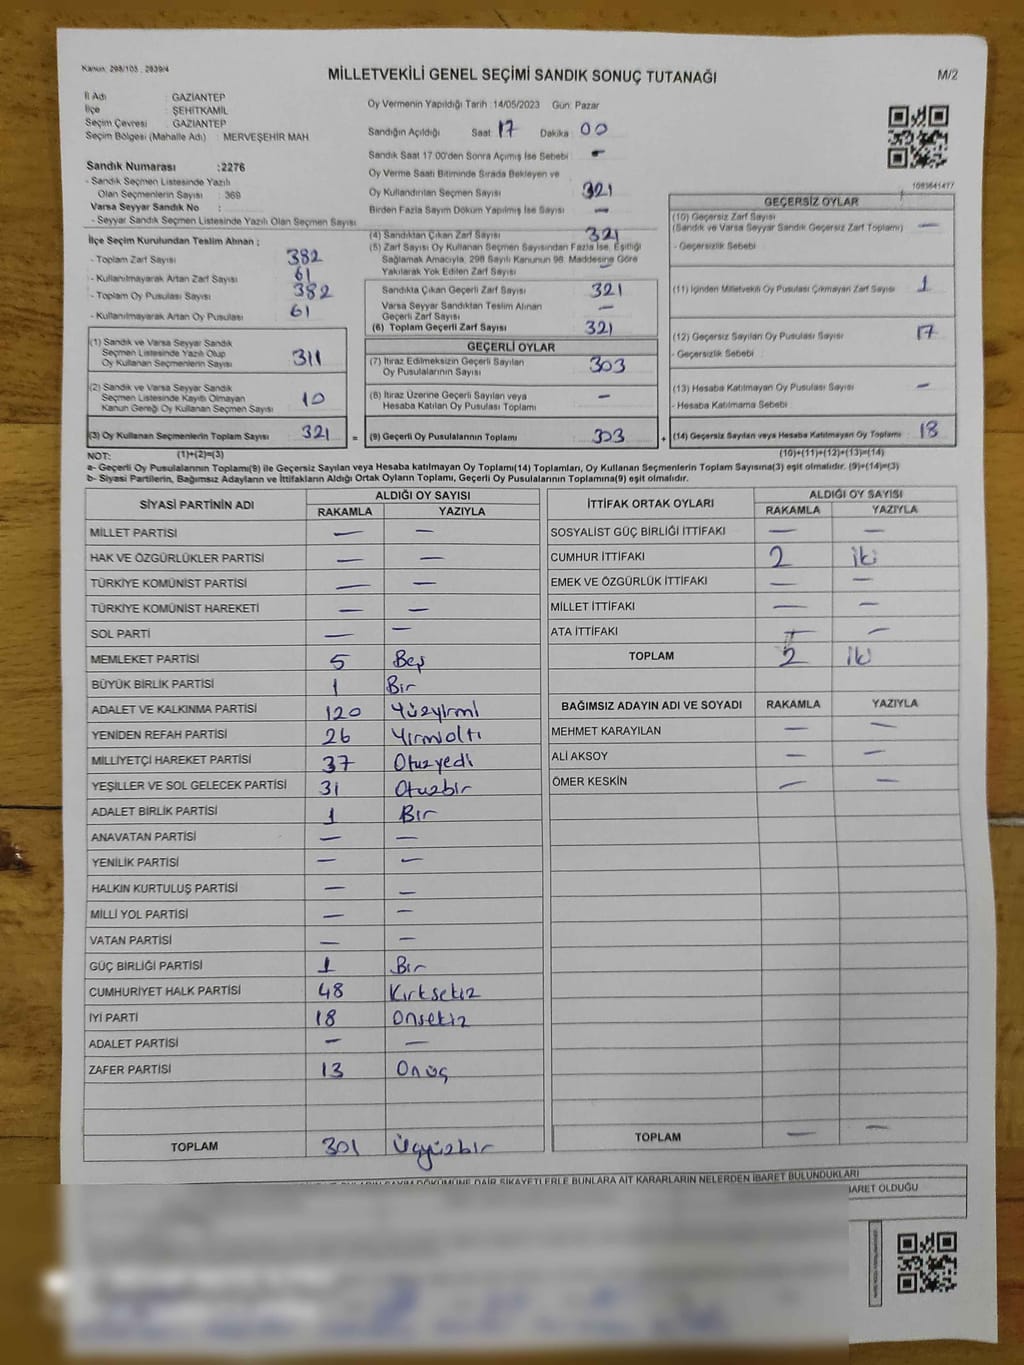 Kanun: 298/105 , 2839/4
MİLLETVEKİLİ GENEL SEÇİMİ SANDIK SONUÇ TUTANAĞI
M/2
İl Adı : GAZİANTEP
İlçe : ŞEHİTKAMİL
Seçim Çevresi : GAZİANTEP
Seçim Bölgesi (Mahalle Adı) : MERVEŞEHİR MAH
Sandık Numarası :2276
- Sandık Seçmen Listesinde Yazılı
Olan Seçmenlerin Sayısı : 369
Varsa Seyyar Sandık No :
- Seyyar Sandık Seçmen Listesinde Yazılı Olan Seçmen Sayısı
İlçe Seçim Kurulundan Teslim Alınan ;
- Toplam Zarf Sayısı 382
- Kullanılmayarak Artan Zarf Sayısı 61
- Toplam Oy Pusulası Sayısı 382
- Kullanılmayarak Artan Oy Pusulası 61
Oy Vermenin Yapıldığı Tarih :14/05/2023 Gün: Pazar
Sandığın Açıldığı Saat: 17 Dakika : 00
Sandık Saat 17.00'den Sonra Açımış İse Sebebi : –
Oy Verme Saati Bitiminde Sırada Bekleyen ve
Oy Kullandırılan Seçmen Sayısı : 321
Birden Fazla Sayım Döküm Yapılmış İse Sayısı : –
(4) Sandıktan Çıkan Zarf Sayısı 321
(5) Zarf Sayısı Oy Kullanan Seçmen Sayısından Fazla İse, Eşitliği
Sağlamak Amacıyla, 298 Sayılı Kanunun 98. Maddesine Göre
Yakılarak Yok Edilen Zarf Sayısı –
Sandıkta Çıkan Geçerli Zarf Sayısı 321
Varsa Seyyar Sandıktan Teslim Alınan
Geçerli Zarf Sayısı –
(6) Toplam Geçerli Zarf Sayısı 321
1083641477
GEÇERSİZ OYLAR
(10) Geçersiz Zarf Sayısı
(Sandık ve Varsa Seyyar Sandık Geçersiz Zarf Toplamı) –
- Geçersizlik Sebebi
(11) İçinden Milletvekili Oy Pusulası Çıkmayan Zarf Sayısı 1
(12) Geçersiz Sayılan Oy Pusulası Sayısı 17
- Geçersizlik Sebebi
(13) Hesaba Katılmayan Oy Pusulası Sayısı –
- Hesaba Katılmama Sebebi
(1) Sandık ve Varsa Seyyar Sandık
Seçmen Listesinde Yazılı Olup
Oy Kullanan Seçmenlerin Sayısı 311
(2) Sandık ve Varsa Seyyar Sandık
Seçmen Listesinde Kayıtlı Olmayan
Kanun Gereği Oy Kullanan Seçmen Sayısı 10
GEÇERLİ OYLAR
(7) İtiraz Edilmeksizin Geçerli Sayılan
Oy Pusulalarının Sayısı 303
(8) İtiraz Üzerine Geçerli Sayılan veya
Hesaba Katılan Oy Pusulası Toplamı –
(3) Oy Kullanan Seçmenlerin Toplam Sayısı 321 = (9) Geçerli Oy Pusulalarının Toplamı 303 + (14) Geçersiz Sayılan veya Hesaba Katılmayan Oy Toplamı 18
NOT: (1)+(2)=(3) (10)+(11)+(12)+(13)=(14)
a- Geçerli Oy Pusulalarının Toplamı(9) ile Geçersiz Sayılan veya Hesaba katılmayan Oy Toplamı(14) Toplamları, Oy Kullanan Seçmenlerin Toplam Sayısına(3) eşit olmalıdır. (9)+(14)=(3)
b- Siyasi Partilerin, Bağımsız Adayların ve İttifakların Aldığı Ortak Oyların Toplamı, Geçerli Oy Pusulalarının Toplamına(9) eşit olmalıdır.
SİYASİ PARTİNİN ADI ALDIĞI OY SAYISI
RAKAMLA YAZIYLA
MİLLET PARTİSİ – –
HAK VE ÖZGÜRLÜKLER PARTİSİ – –
TÜRKİYE KOMÜNİST PARTİSİ – –
TÜRKİYE KOMÜNİST HAREKETİ – –
SOL PARTİ – –
MEMLEKET PARTİSİ 5 Beş
BÜYÜK BİRLİK PARTİSİ 1 Bir
ADALET VE KALKINMA PARTİSİ 120 Yüzyirmi
YENİDEN REFAH PARTİSİ 26 Yirmialtı
MİLLİYETÇİ HAREKET PARTİSİ 37 Otuzyedi
YEŞİLLER VE SOL GELECEK PARTİSİ 31 Otuzbir
ADALET BİRLİK PARTİSİ 1 Bir
ANAVATAN PARTİSİ – –
YENİLİK PARTİSİ – –
HALKIN KURTULUŞ PARTİSİ – –
MİLLİ YOL PARTİSİ – –
VATAN PARTİSİ – –
GÜÇ BİRLİĞİ PARTİSİ 1 Bir
CUMHURİYET HALK PARTİSİ 48 Kırksekiz
İYİ PARTİ 18 Onsekiz
ADALET PARTİSİ – –
ZAFER PARTİSİ 13 Onüç
TOPLAM 301 Üçyüzbir
İTTİFAK ORTAK OYLARI ALDIĞI OY SAYISI
RAKAMLA YAZIYLA
SOSYALİST GÜÇ BİRLİĞİ İTTİFAKI – –
CUMHUR İTTİFAKI 2 iki
EMEK VE ÖZGÜRLÜK İTTİFAKI – –
MİLLET İTTİFAKI – –
ATA İTTİFAKI – –
TOPLAM 2 iki
BAĞIMSIZ ADAYIN ADI VE SOYADI RAKAMLA YAZIYLA
MEHMET KARAYILAN – –
ALİ AKSOY – –
ÖMER KESKİN – –
TOPLAM – –
SAYIM DÖKÜMÜNE DAİR ŞİKAYETLERLE BUNLARA AİT KARARLARIN NELERDEN İBARET BULUNDUKLARI
İBARET OLDUĞU